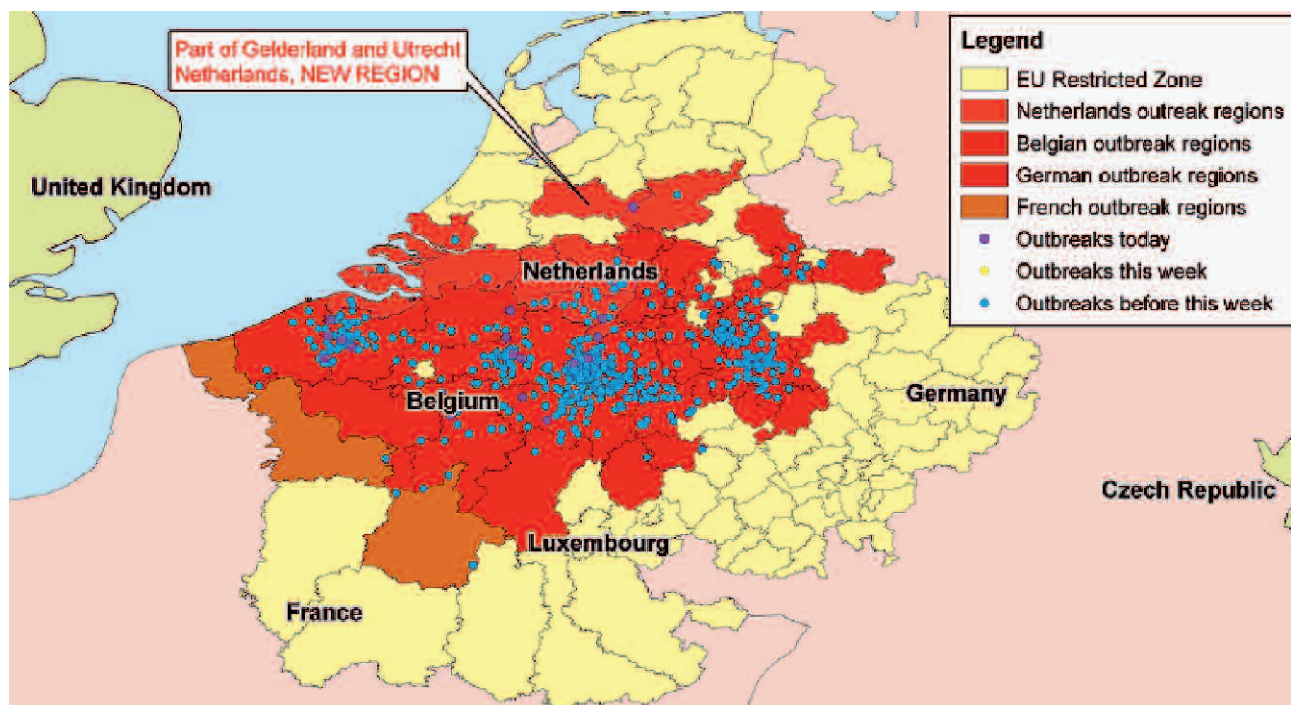 Part of Gelderland and Utrecht
Netherlands, NEW REGION
Legend
EU Restricted Zone
Netherlands outreak regions
Belgian outbreak regions
German outbreak regions
French outbreak regions
Outbreaks today
Outbreaks this week
Outbreaks before this week
United Kingdom
Netherlands
Belgium
Germany
Czech Republic
Luxembourg
France